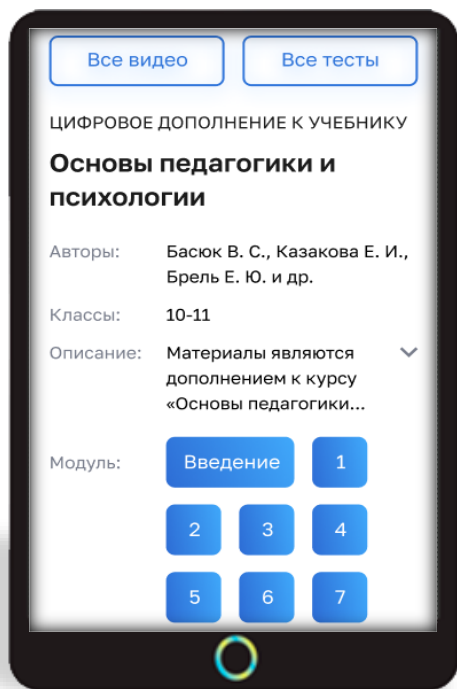 Все видео
Все тесты
ЦИФРОВОЕ ДОПОЛНЕНИЕ К УЧЕБНИКУ
Основы педагогики и
психологии
Авторы: Басюк В. С., Казакова Е. И.,
Брель Е. Ю. и др.
Классы: 10-11
Описание: Материалы являются
дополнением к курсу
«Основы педагогики...
Модуль: Введение 1
2 3 4
5 6 7